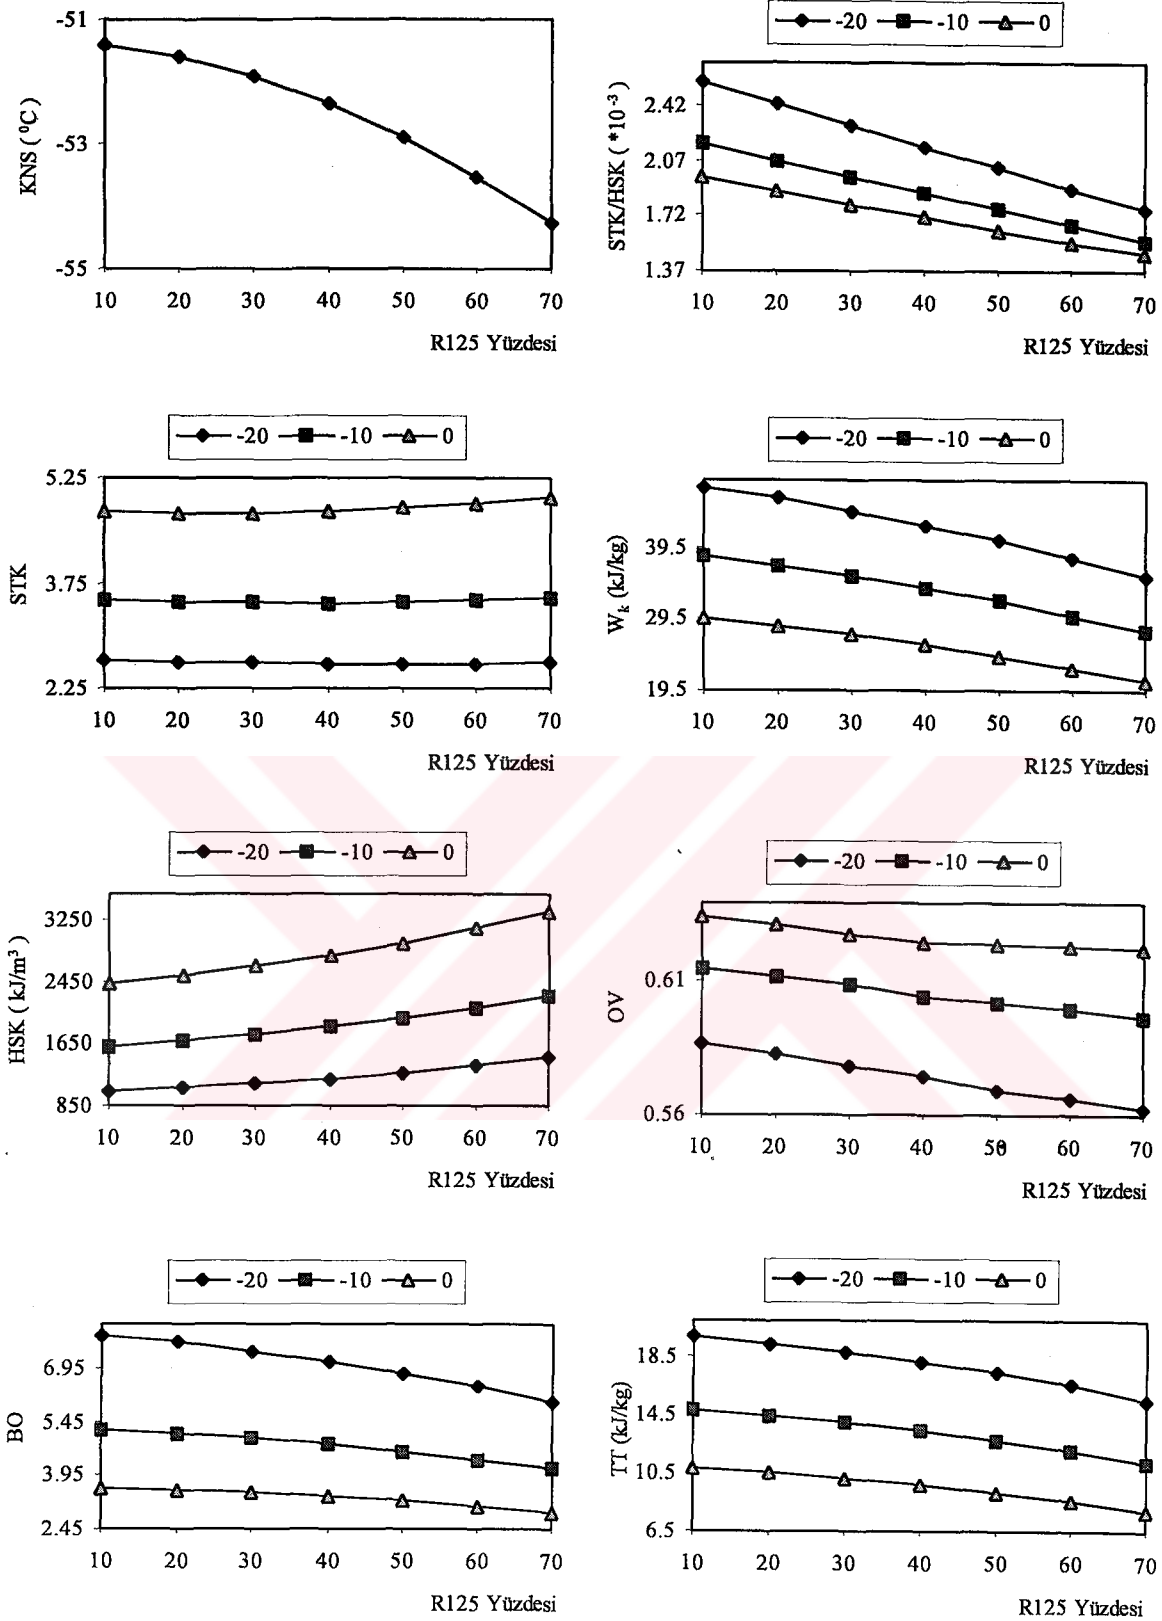 -51
-53
-55
KNS ( ⁰Ç)
10 20 30 40 50 60 70
R125 Yüzdesi
-20 -10 0
2.42
2.07
1.72
1.37
STK/HSK ( *10⁻³)
10 20 30 40 50 60 70
R125 Yüzdesi
-20 -10 0
5.25
3.75
2.25
STK
10 20 30 40 50 60 70
R125 Yüzdesi
-20 -10 0
39.5
29.5
19.5
Wₖ (kJ/kg)
10 20 30 40 50 60 70
R125 Yüzdesi
-20 -10 0
3250
2450
1650
850
HSK ( kJ/m³ )
10 20 30 40 50 60 70
R125 Yüzdesi
-20 -10 0
0.61
0.56
OV
10 20 30 40 50 60 70
R125 Yüzdesi
-20 -10 0
6.95
5.45
3.95
2.45
BO
10 20 30 40 50 60 70
R125 Yüzdesi
-20 -10 0
18.5
14.5
10.5
6.5
TT (kJ/kg)
10 20 30 40 50 60 70
R125 Yüzdesi